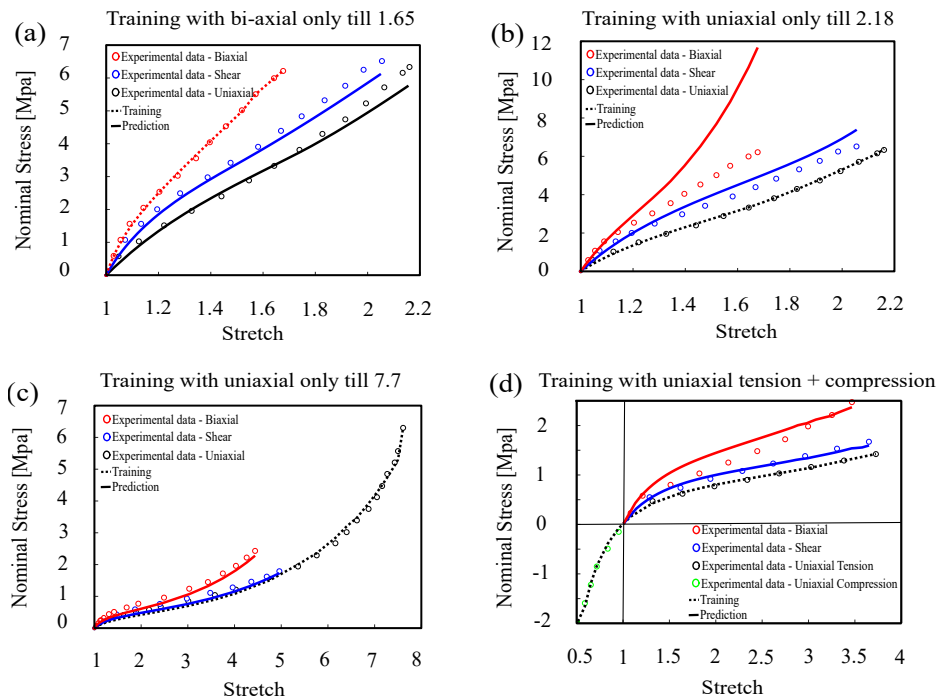 (a) Training with bi-axial only till 1.65
7
6
5
4
3
2
1
0
Nominal Stress [Mpa]
Experimental data - Biaxial
Experimental data - Shear
Experimental data - Uniaxial
Training
Prediction
1 1.2 1.4 1.6 1.8 2 2.2
Stretch
(b) Training with uniaxial only till 2.18
12
10
8
6
4
2
0
Nominal Stress [Mpa]
Experimental data - Biaxial
Experimental data - Shear
Experimental data - Uniaxial
Training
Prediction
1 1.2 1.4 1.6 1.8 2 2.2
Stretch
(c) Training with uniaxial only till 7.7
7
6
5
4
3
2
1
0
Nominal Stress [Mpa]
Experimental data - Biaxial
Experimental data - Shear
Experimental data - Uniaxial
Training
Prediction
1 2 3 4 5 6 7 8
Stretch
(d) Training with uniaxial tension + compression
2
1
0
-1
-2
Nominal Stress [Mpa]
Experimental data - Biaxial
Experimental data - Shear
Experimental data - Uniaxial Tension
Experimental data - Uniaxial Compression
Training
Prediction
0.5 1 1.5 2 2.5 3 3.5 4
Stretch